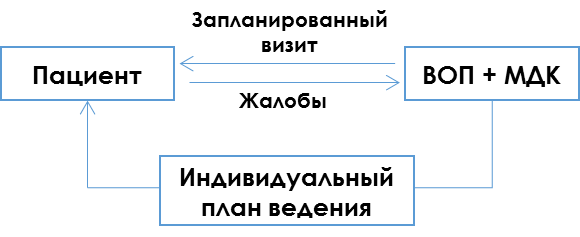 Запланированный
визит
Пациент
ВОП + МДК
Жалобы
Индивидуальный
план ведения